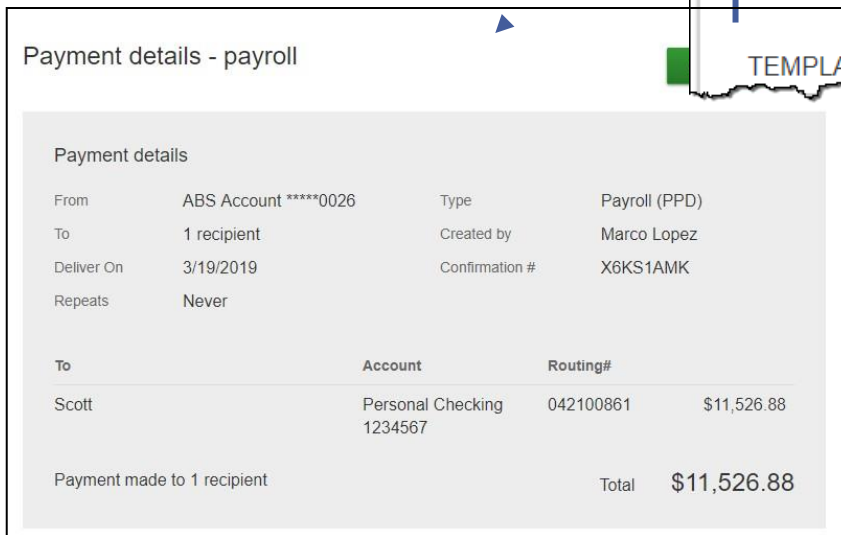 Payment details - payroll
TEMPLA
Payment details
From ABS Account *****0026 Type Payroll (PPD)
To 1 recipient Created by Marco Lopez
Deliver On 3/19/2019 Confirmation # X6KS1AMK
Repeats Never
To Account Routing#
Scott Personal Checking 042100861 $11,526.88
1234567
Payment made to 1 recipient Total $11,526.88